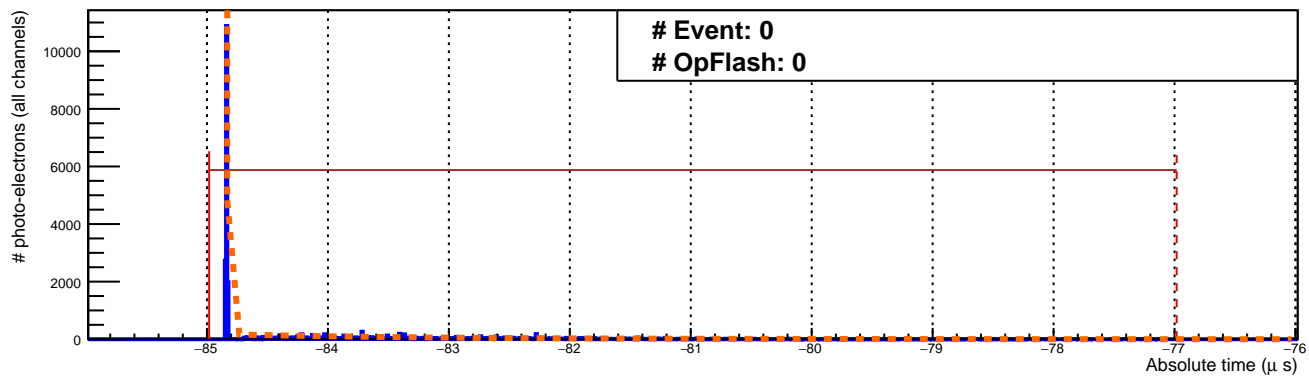 # Event: 0
# OpFlash: 0
# photo-electrons (all channels)
10000
8000
6000
4000
2000
0
−85 −84 −83 −82 −81 −80 −79 −78 −77 −76
Absolute time (μ s)